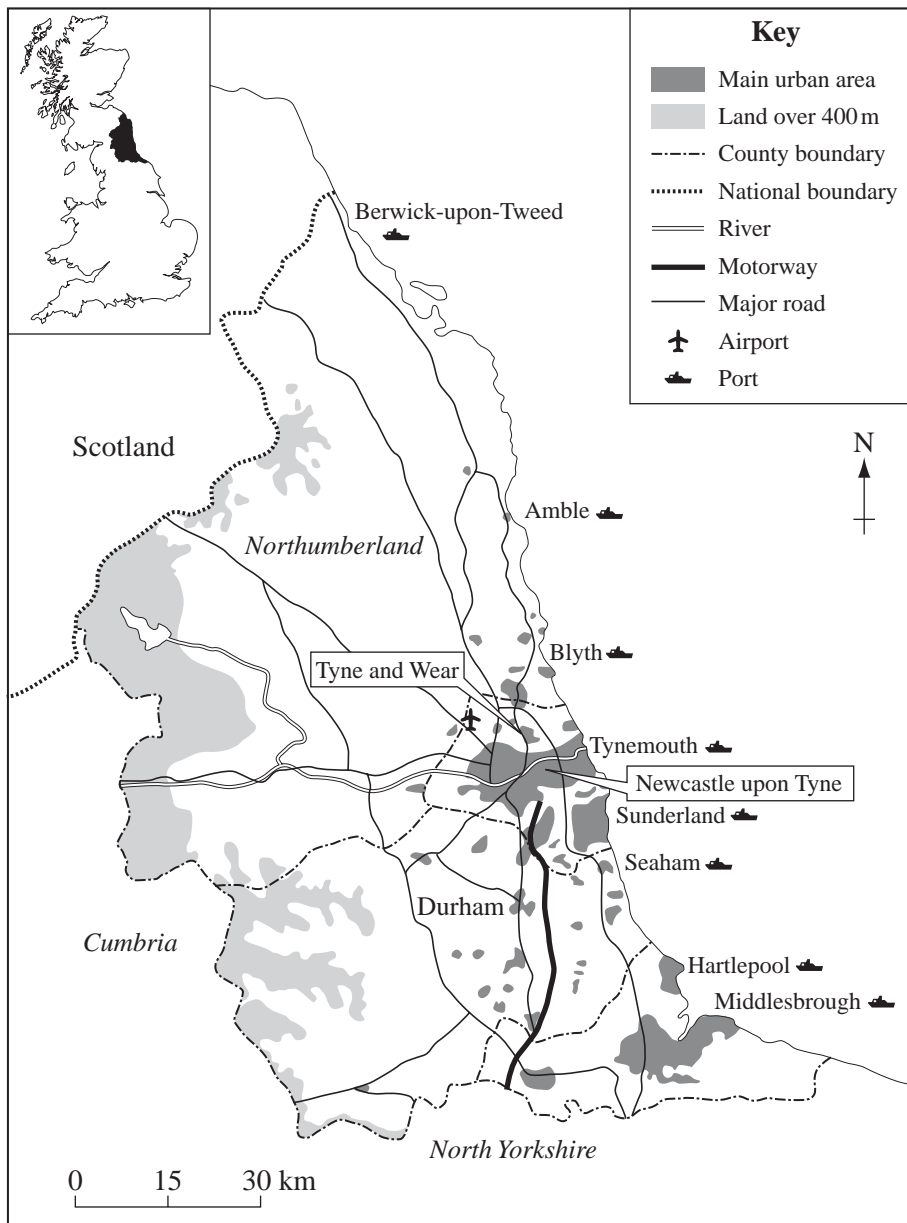 Key
Main urban area
Land over 400 m
County boundary
National boundary
River
Motorway
Major road
Airport
Port
Berwick-upon-Tweed
Scotland
N
Amble
Northumberland
Blyth
Tyne and Wear
Tynemouth
Newcastle upon Tyne
Sunderland
Seaham
Durham
Cumbria
Hartlepool
Middlesbrough
North Yorkshire
0 15 30 km